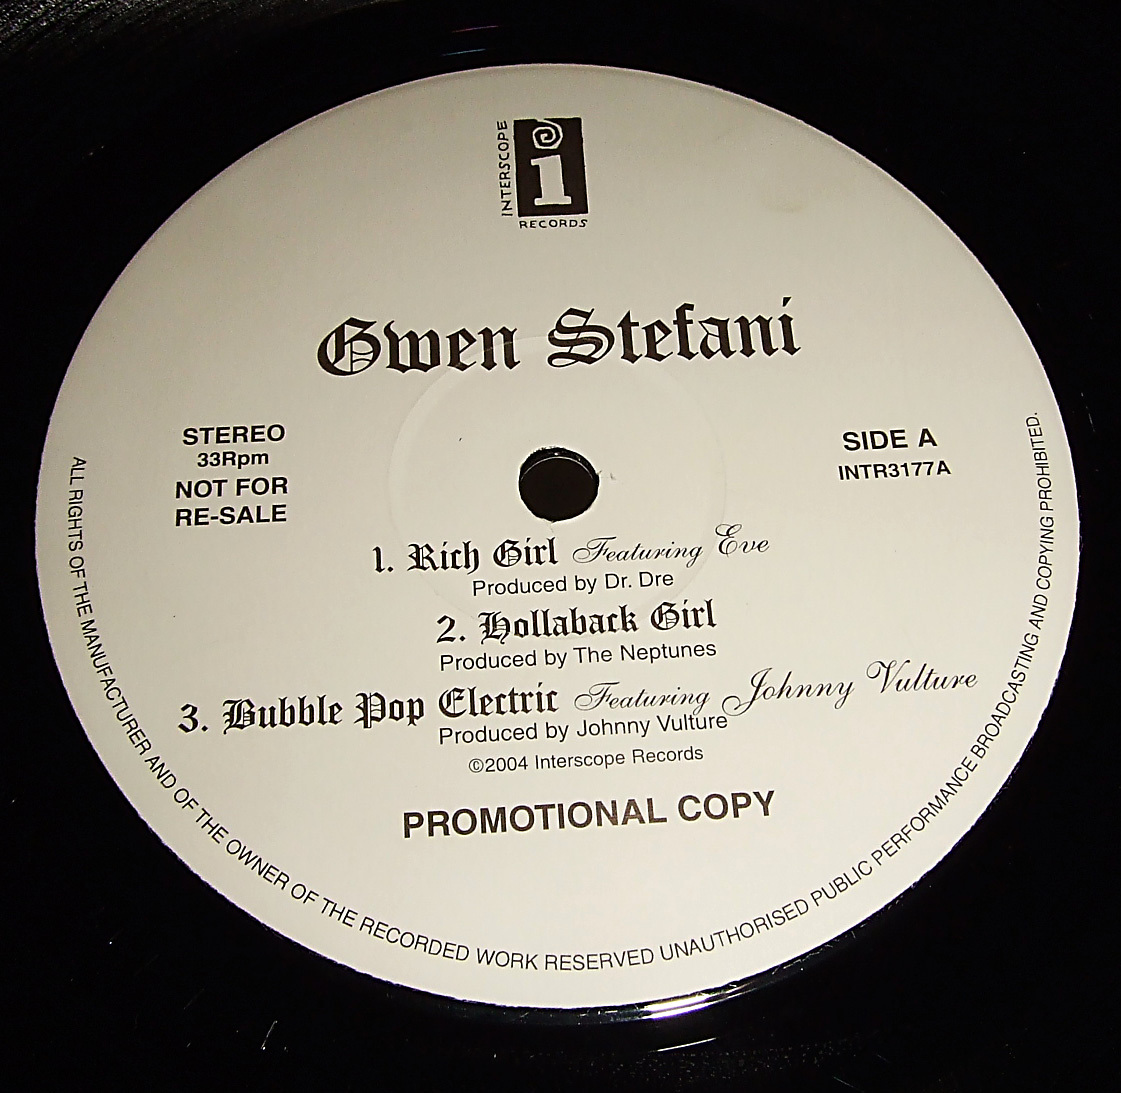 INTERSCOPE
i
RECORDS
Gwen Stefani
STEREO
33Rpm
NOT FOR
RE-SALE
SIDE A
INTR3177A
1. Rich Girl Featuring Eve
Produced by Dr. Dre
2. Hollaback Girl
Produced by The Neptunes
3. Bubble Pop Electric Featuring Johnny Vulture
Produced by Johnny Vulture
©2004 Interscope Records
PROMOTIONAL COPY
ALL RIGHTS OF THE MANUFACTURER AND OF THE OWNER OF THE RECORDED WORK RESERVED UNAUTHORISED PUBLIC PERFORMANCE BROADCASTING AND COPYING PROHIBITED.